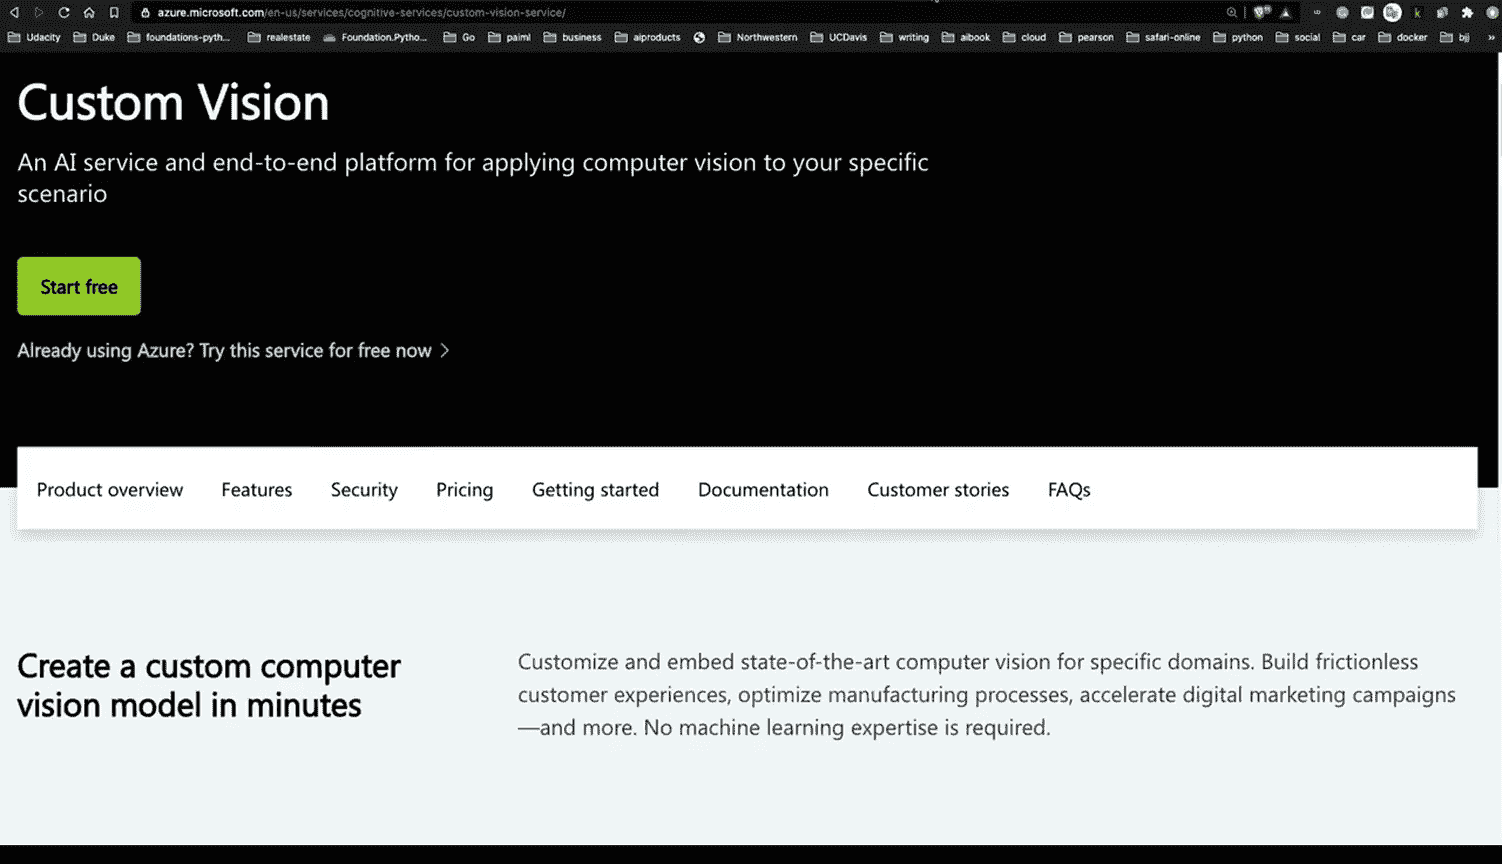 azure.microsoft.com/en-us/services/cognitive-services/custom-vision-service/
Udacity Duke foundations-pyth... realestate Foundation.Pytho... Go paiml business aiproducts Northwestern UCDavis writing aibook cloud pearson safari-online python social car docker bjj »
Custom Vision
An AI service and end-to-end platform for applying computer vision to your specific
scenario
Start free
Already using Azure? Try this service for free now
Product overview Features Security Pricing Getting started Documentation Customer stories FAQs
Create a custom computer
vision model in minutes
Customize and embed state-of-the-art computer vision for specific domains. Build frictionless
customer experiences, optimize manufacturing processes, accelerate digital marketing campaigns
—and more. No machine learning expertise is required.